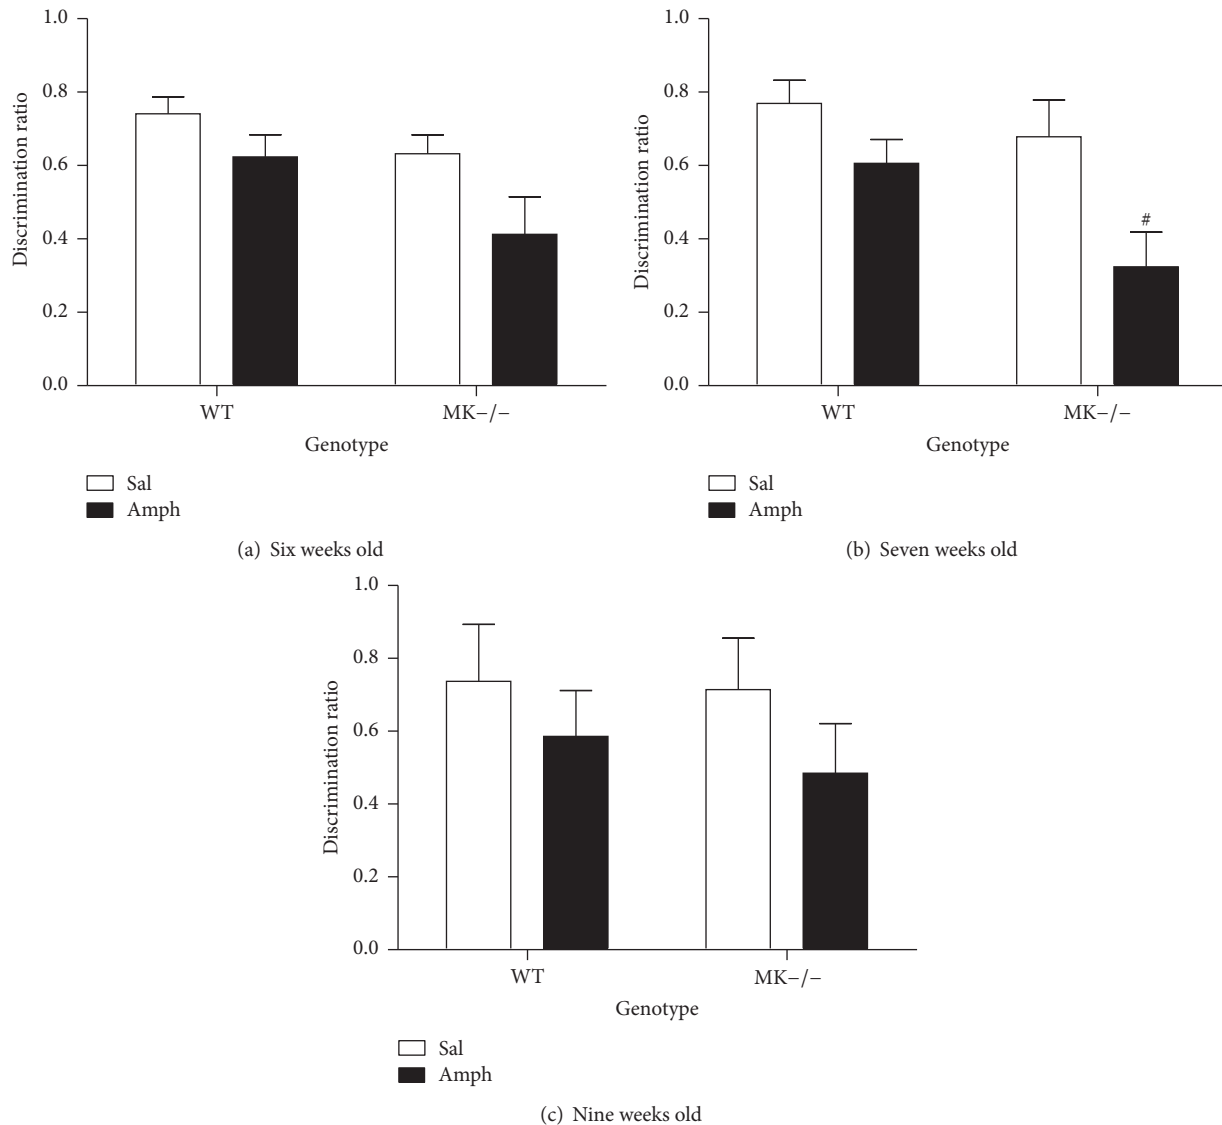 1.0
0.8
0.6
0.4
0.2
0.0
Discrimination ratio
WT
MK−/−
Genotype
Sal
Amph
(a) Six weeks old
1.0
0.8
0.6
0.4
0.2
0.0
Discrimination ratio
#
WT
MK−/−
Genotype
Sal
Amph
(b) Seven weeks old
1.0
0.8
0.6
0.4
0.2
0.0
Discrimination ratio
WT
MK−/−
Genotype
Sal
Amph
(c) Nine weeks old